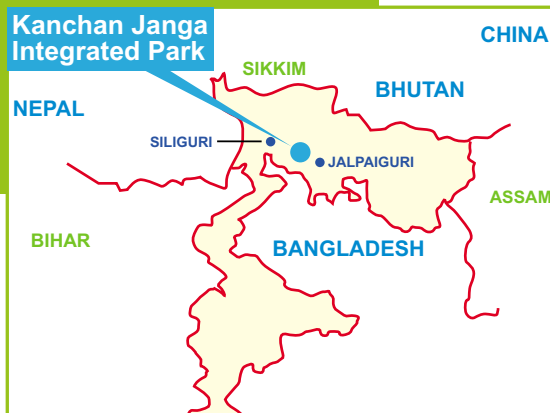 Kanchan Janga
Integrated Park
CHINA
SIKKIM
BHUTAN
NEPAL
SILIGURI
JALPAIGURI
ASSAM
BIHAR
BANGLADESH